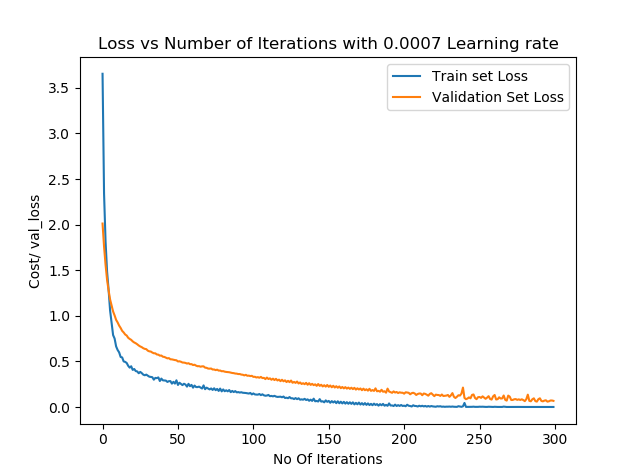 Loss vs Number of Iterations with 0.0007 Learning rate
Train set Loss
Validation Set Loss
Cost/ val_loss
3.5
3.0
2.5
2.0
1.5
1.0
0.5
0.0
0 50 100 150 200 250 300
No Of Iterations